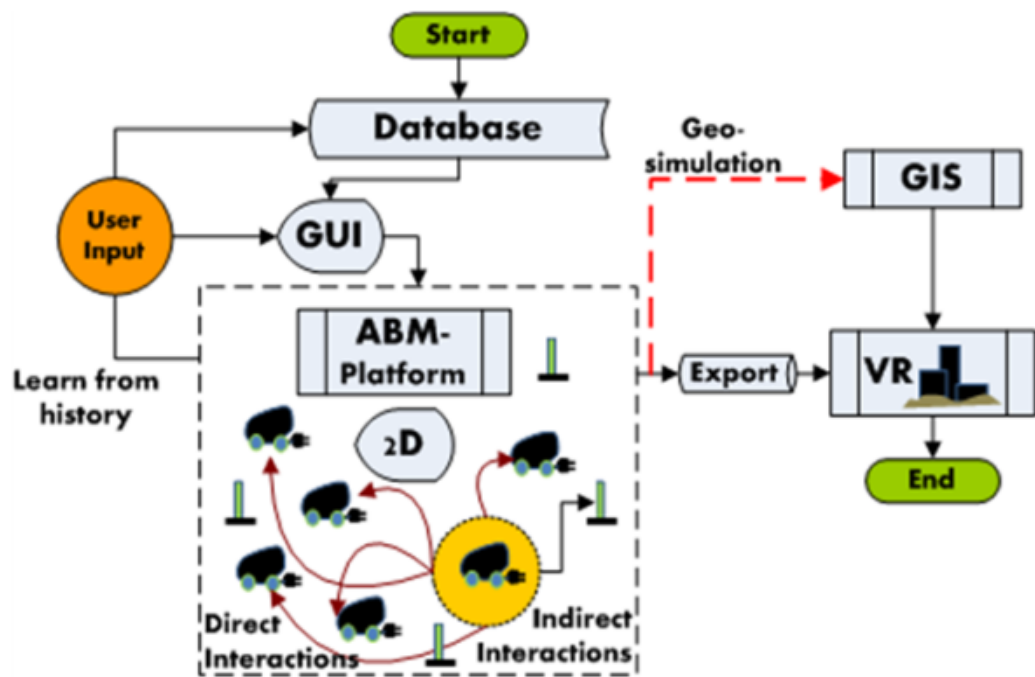 Start
Database
Geo-
simulation
GIS
User
Input
GUI
ABM-
Platform
Export
VR
Learn from
history
2D
End
Direct
Interactions
Indirect
Interactions